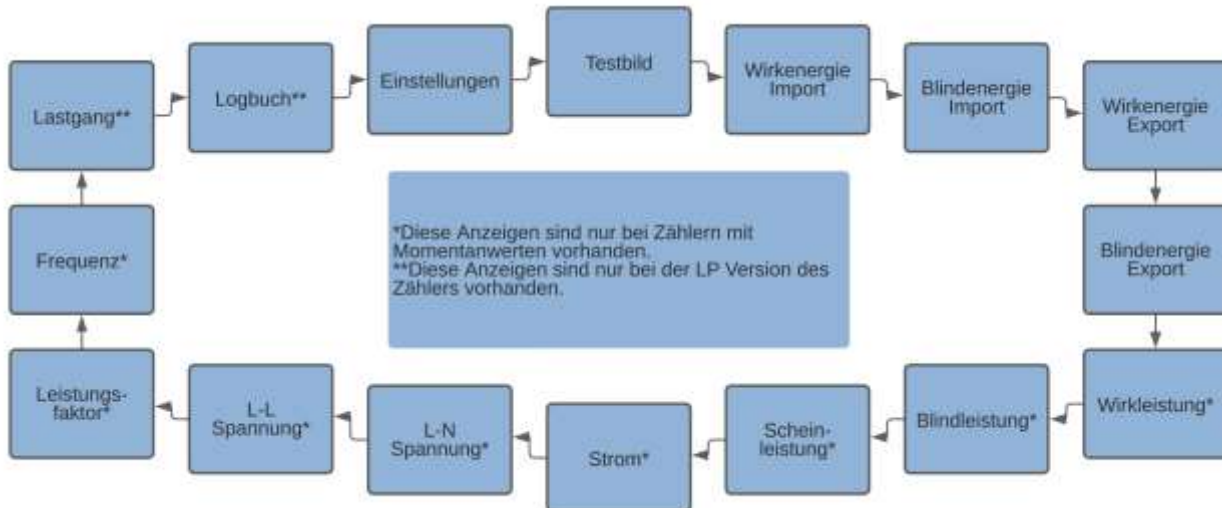 Testbild
Einstellungen
Wirkenergie
Import
Logbuch**
Blindenergie
Import
Lastgang**
Wirkenergie
Export
*Diese Anzeigen sind nur bei Zählern mit
Momentanwerten vorhanden.
**Diese Anzeigen sind nur bei der LP Version des
Zählers vorhanden.
Frequenz*
Blindenergie
Export
Leistungs-
faktor*
L-L
Spannung*
L-N
Spannung*
Strom*
Schein-
leistung*
Blindleistung*
Wirkleistung*